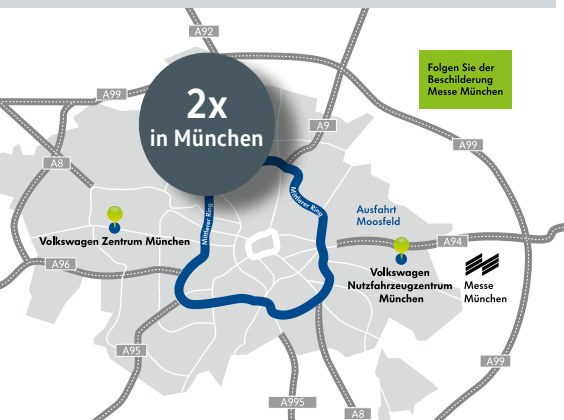 A92
Folgen Sie der
Beschilderung
Messe München
A99
2x
in München
A9
A99
A8
Mittlerer Ring
Mittlerer Ring
Ausfahrt
Moosfeld
Volkswagen Zentrum München
A94
A96
Volkswagen
Nutzfahrzeugzentrum
München
Messe
München
A95
A99
A995
A8